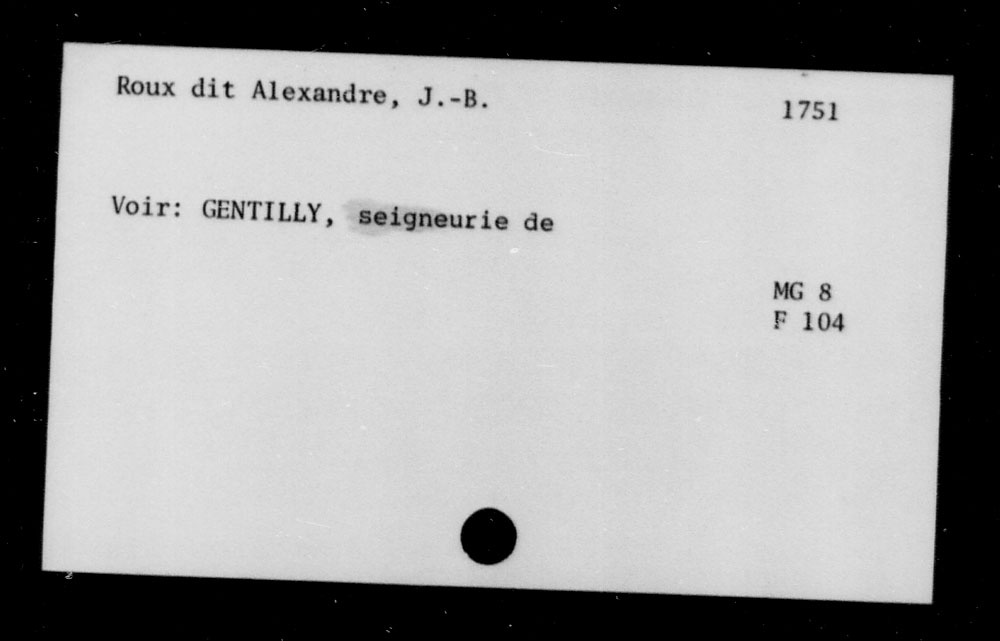 Roux dit Alexandre, J.-B. 1751
Voir: GENTILLY, seigneurie de
MG 8
F 104